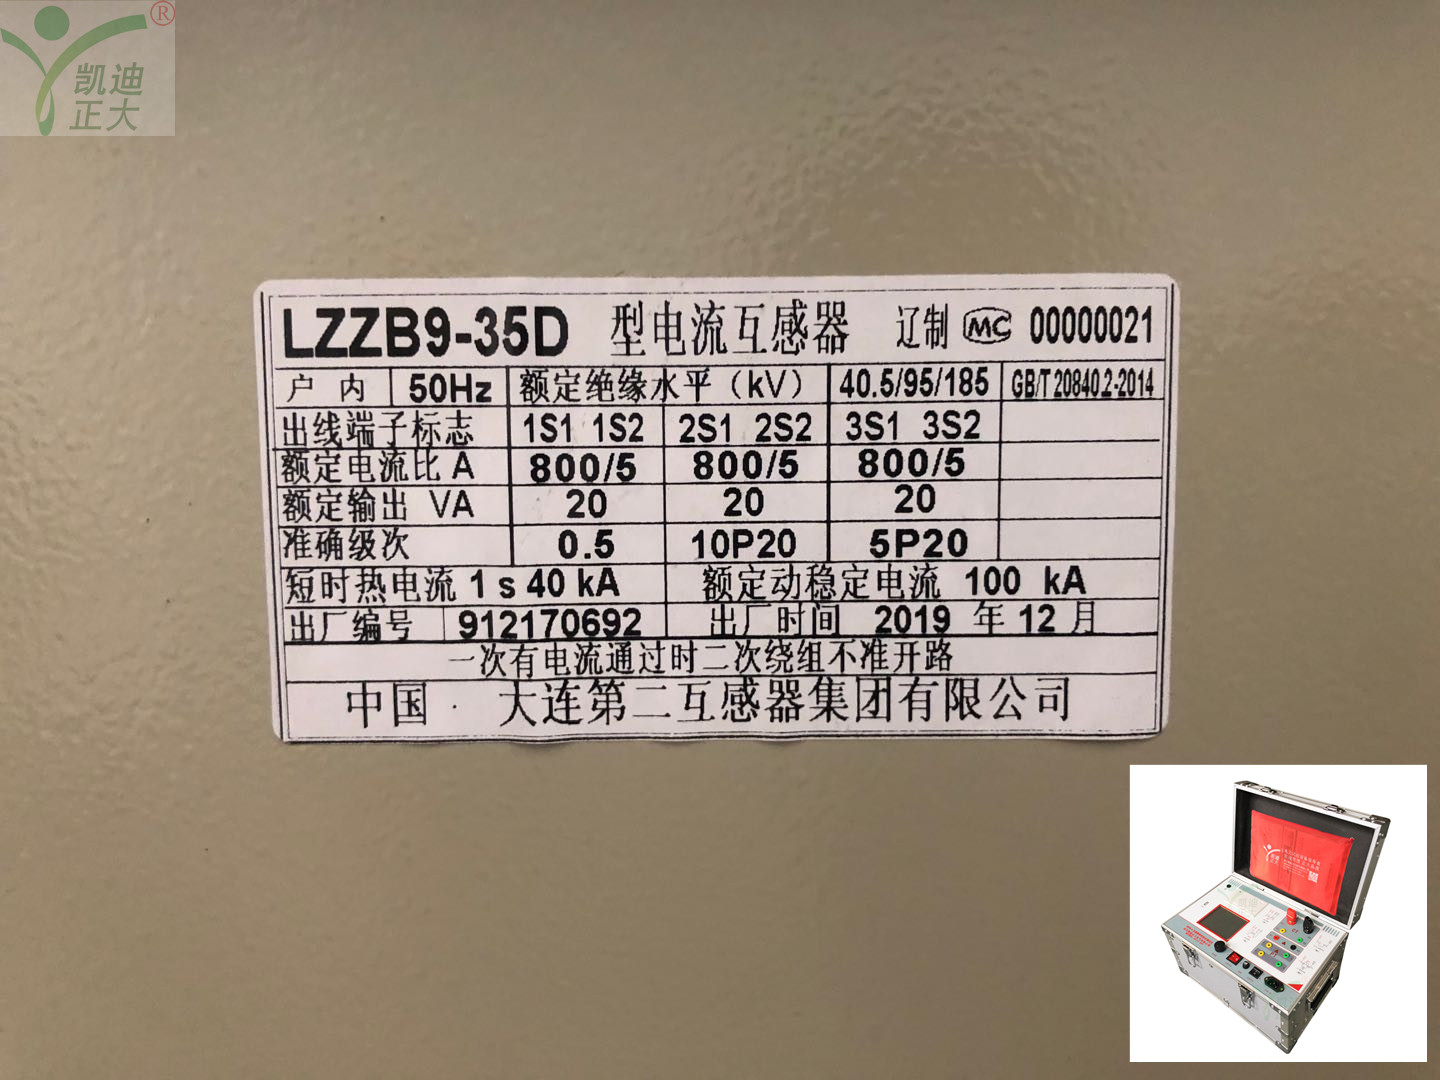 凯迪
正大
®
LZZB9-35D 型电流互感器 辽制 MC 00000021
户内 50Hz 额定绝缘水平（kV） 40.5/95/185 GB/T 20840.2-2014
出线端子标志 1S1 1S2 2S1 2S2 3S1 3S2
额定电流比 A 800/5 800/5 800/5
额定输出 VA 20 20 20
准确级次 0.5 10P20 5P20
短时热电流 1 s 40 kA 额定动稳定电流 100 kA
出厂编号 912170692 出厂时间 2019 年 12 月
一次有电流通过时二次绕组不准开路
中国 · 大连第二互感器集团有限公司
凯迪
正大